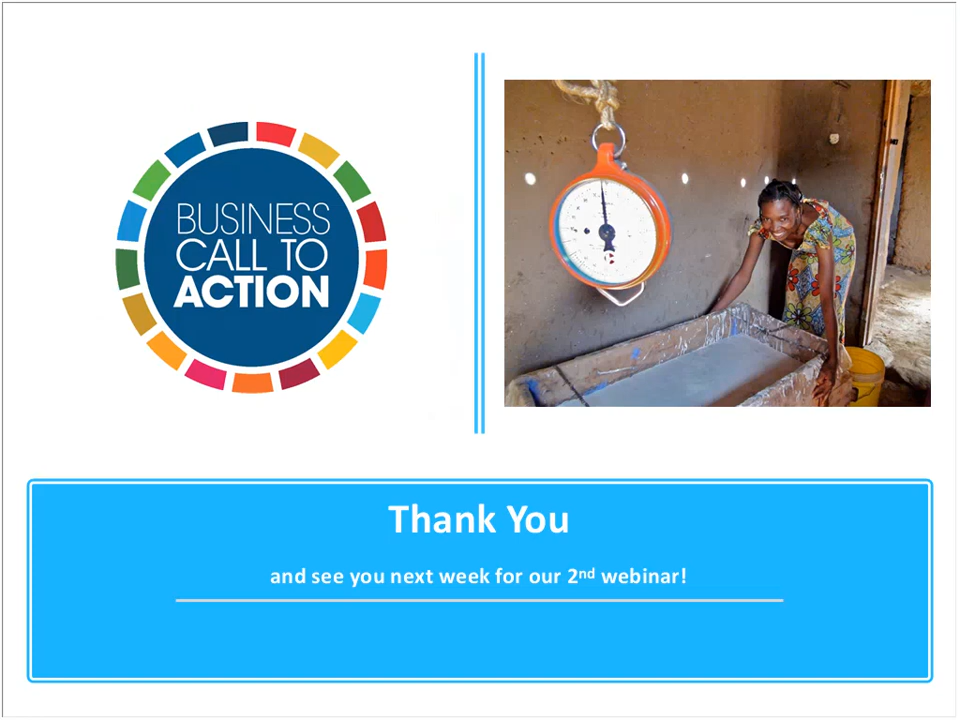 BUSINESS
CALL TO
ACTION
Thank You
and see you next week for our 2nd webinar!